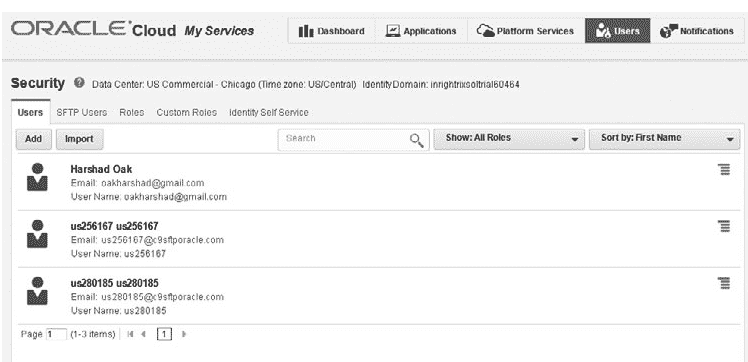 ORACLE Cloud My Services Dashboard Applications Platform Services Users Notifications
Security ? Data Center: US Commercial - Chicago (Time zone: US/Central) IdentityDomain: inrightrixsoltrial60464
Users SFTP Users Roles Custom Roles Identity Self Service
Add Import Search Show: All Roles Sort by: First Name
Harshad Oak
Email: oakharshad@gmail.com
User Name: oakharshad@gmail.com
us256167 us256167
Email: us256167@c9sftporacle.com
User Name: us256167
us280185 us280185
Email: us280185@c9sftporacle.com
User Name: us280185
Page 1 (1-3 items) 1